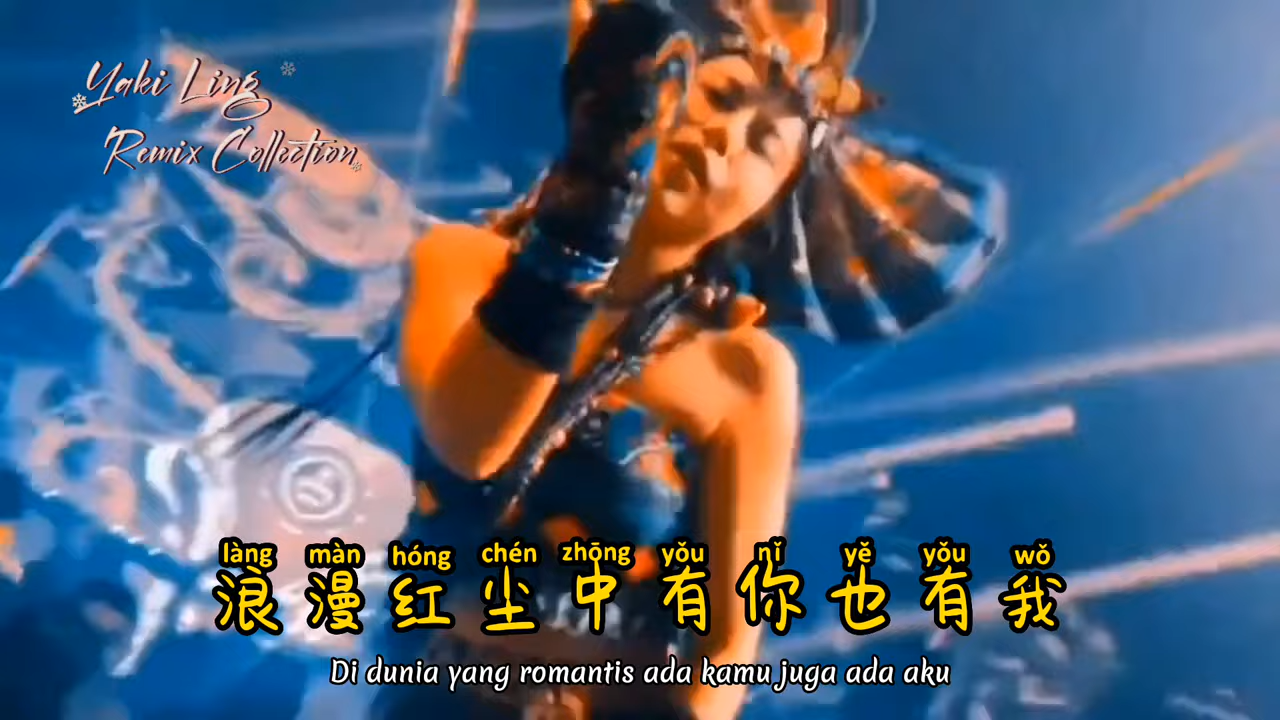 Yaki Ling
Remix Collection
làng màn hóng chén zhōng yǒu nǐ yě yǒu wǒ
浪漫红尘中有你也有我
Di dunia yang romantis ada kamu juga ada aku